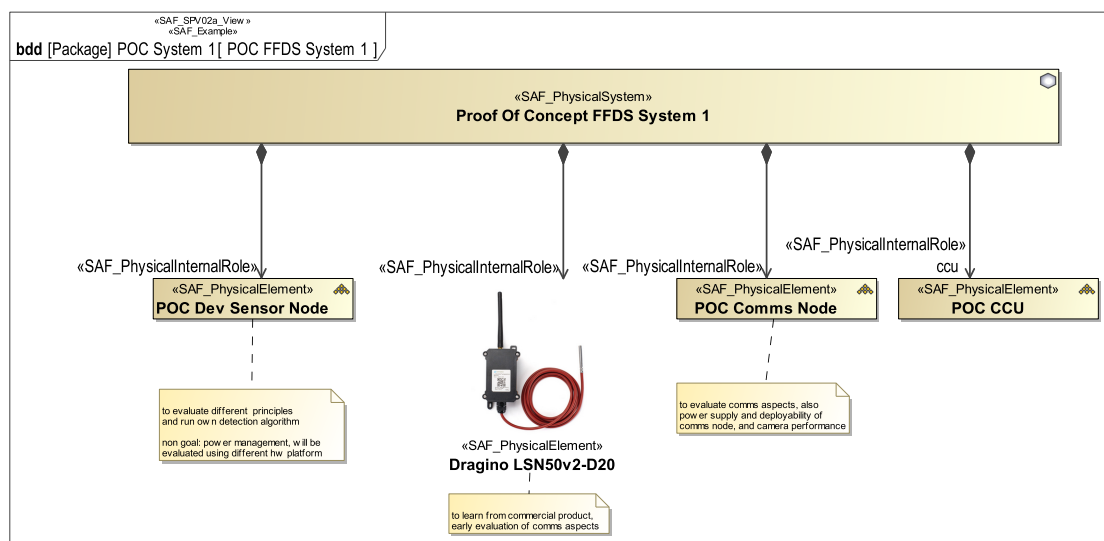 «SAF_SPV02a_View »
«SAF_Example»
bdd [Package] POC System 1[ POC FFDS System 1 ]
«SAF_PhysicalSystem»
Proof Of Concept FFDS System 1
«SAF_PhysicalInternalRole»
«SAF_PhysicalInternalRole»
«SAF_PhysicalInternalRole»
«SAF_PhysicalInternalRole»
ccu
«SAF_PhysicalElement»
POC Dev Sensor Node
«SAF_PhysicalElement»
POC Comms Node
«SAF_PhysicalElement»
POC CCU
to evaluate different principles
and run own detection algorithm
non goal: power management, will be
evaluated using different hw platform
to evaluate comms aspects, also
power supply and deployability of
comms node, and camera performance
«SAF_PhysicalElement»
Dragino LSN50v2-D20
to learn from commercial product,
early evaluation of comms aspects